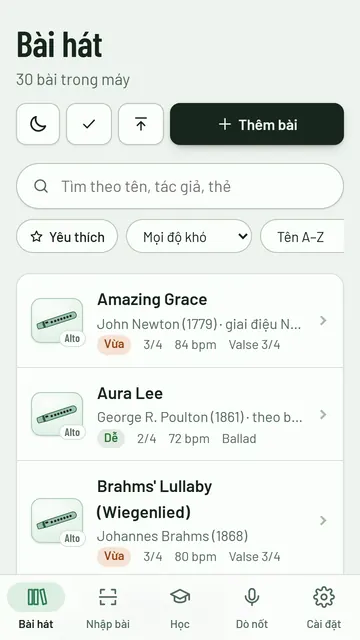 Bài hát
30 bài trong máy
Thêm bài
Tìm theo tên, tác giả, thẻ
Yêu thích
Mọi độ khó
Tên A–Z
Amazing Grace
John Newton (1779) · giai điệu N...
Alto
Vừa 3/4 84 bpm Valse 3/4
Aura Lee
George R. Poulton (1861) · theo b...
Alto
Dễ 2/4 72 bpm Ballad
Brahms' Lullaby
(Wiegenlied)
Johannes Brahms (1868)
Alto
Vừa 3/4 80 bpm Valse 3/4
Bài hát
Nhập bài
Học
Dò nốt
Cài đặt